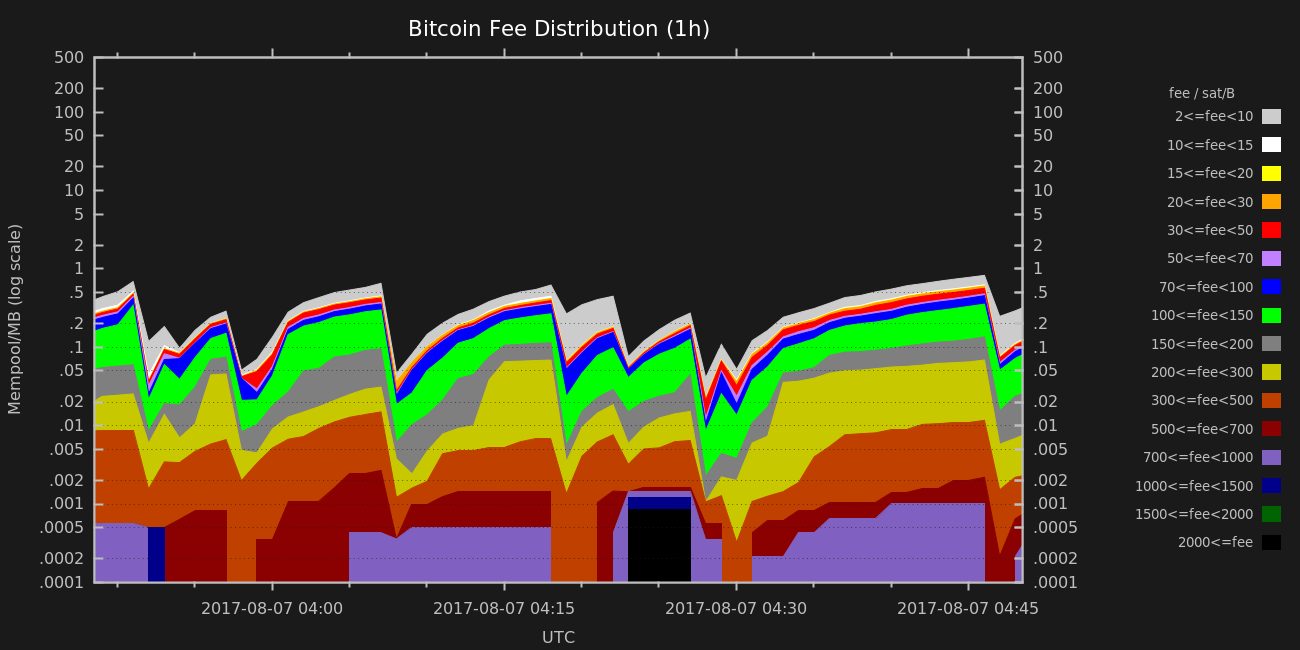 Bitcoin Fee Distribution (1h)
Mempool/MB (log scale)
500
200
100
50
20
10
5
2
1
.5
.2
.1
.05
.02
.01
.005
.002
.001
.0005
.0002
.0001
500
200
100
50
20
10
5
2
1
.5
.2
.1
.05
.02
.01
.005
.002
.001
.0005
.0002
.0001
2017-08-07 04:00
2017-08-07 04:15
2017-08-07 04:30
2017-08-07 04:45
UTC
fee / sat/B
2<=fee<10
10<=fee<15
15<=fee<20
20<=fee<30
30<=fee<50
50<=fee<70
70<=fee<100
100<=fee<150
150<=fee<200
200<=fee<300
300<=fee<500
500<=fee<700
700<=fee<1000
1000<=fee<1500
1500<=fee<2000
2000<=fee